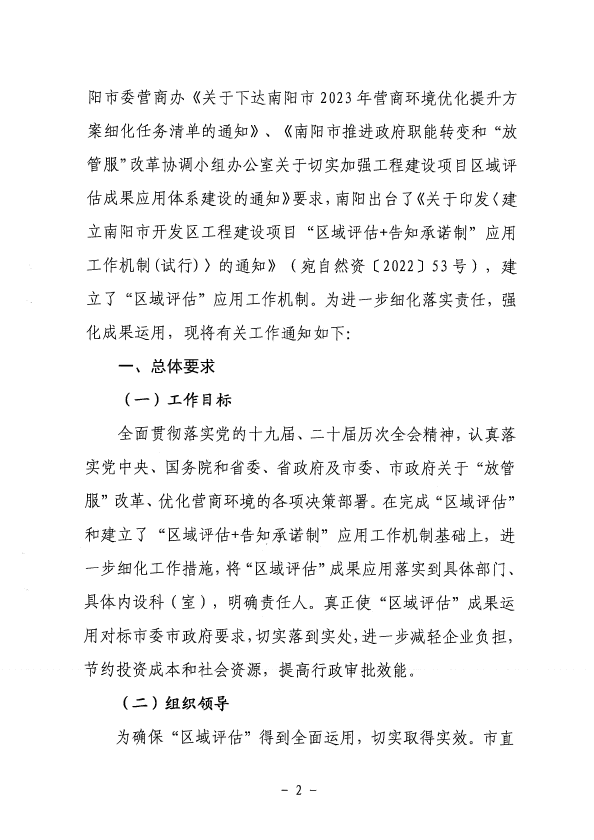 阳市委营商办《关于下达南阳市 2023 年营商环境优化提升方
案细化任务清单的通知》、《南阳市推进政府职能转变和“放
管服”改革协调小组办公室关于切实加强工程建设项目区域评
估成果应用体系建设的通知》要求，南阳出台了《关于印发〈建
立南阳市开发区工程建设项目“区域评估+告知承诺制”应用
工作机制(试行)〉的通知》（宛自然资〔2022〕53 号），建
立了“区域评估”应用工作机制。为进一步细化落实责任，强
化成果运用，现将有关工作通知如下：
一、总体要求
（一）工作目标
全面贯彻落实党的十九届、二十届历次全会精神，认真落
实党中央、国务院和省委、省政府及市委、市政府关于“放管
服”改革、优化营商环境的各项决策部署。在完成“区域评估”
和建立了“区域评估+告知承诺制”应用工作机制基础上，进
一步细化工作措施，将“区域评估”成果应用落实到具体部门、
具体内设科（室），明确责任人。真正使“区域评估”成果运
用对标市委市政府要求，切实落到实处，进一步减轻企业负担，
节约投资成本和社会资源，提高行政审批效能。
（二）组织领导
为确保“区域评估”得到全面运用，切实取得实效。市直
－ 2 －